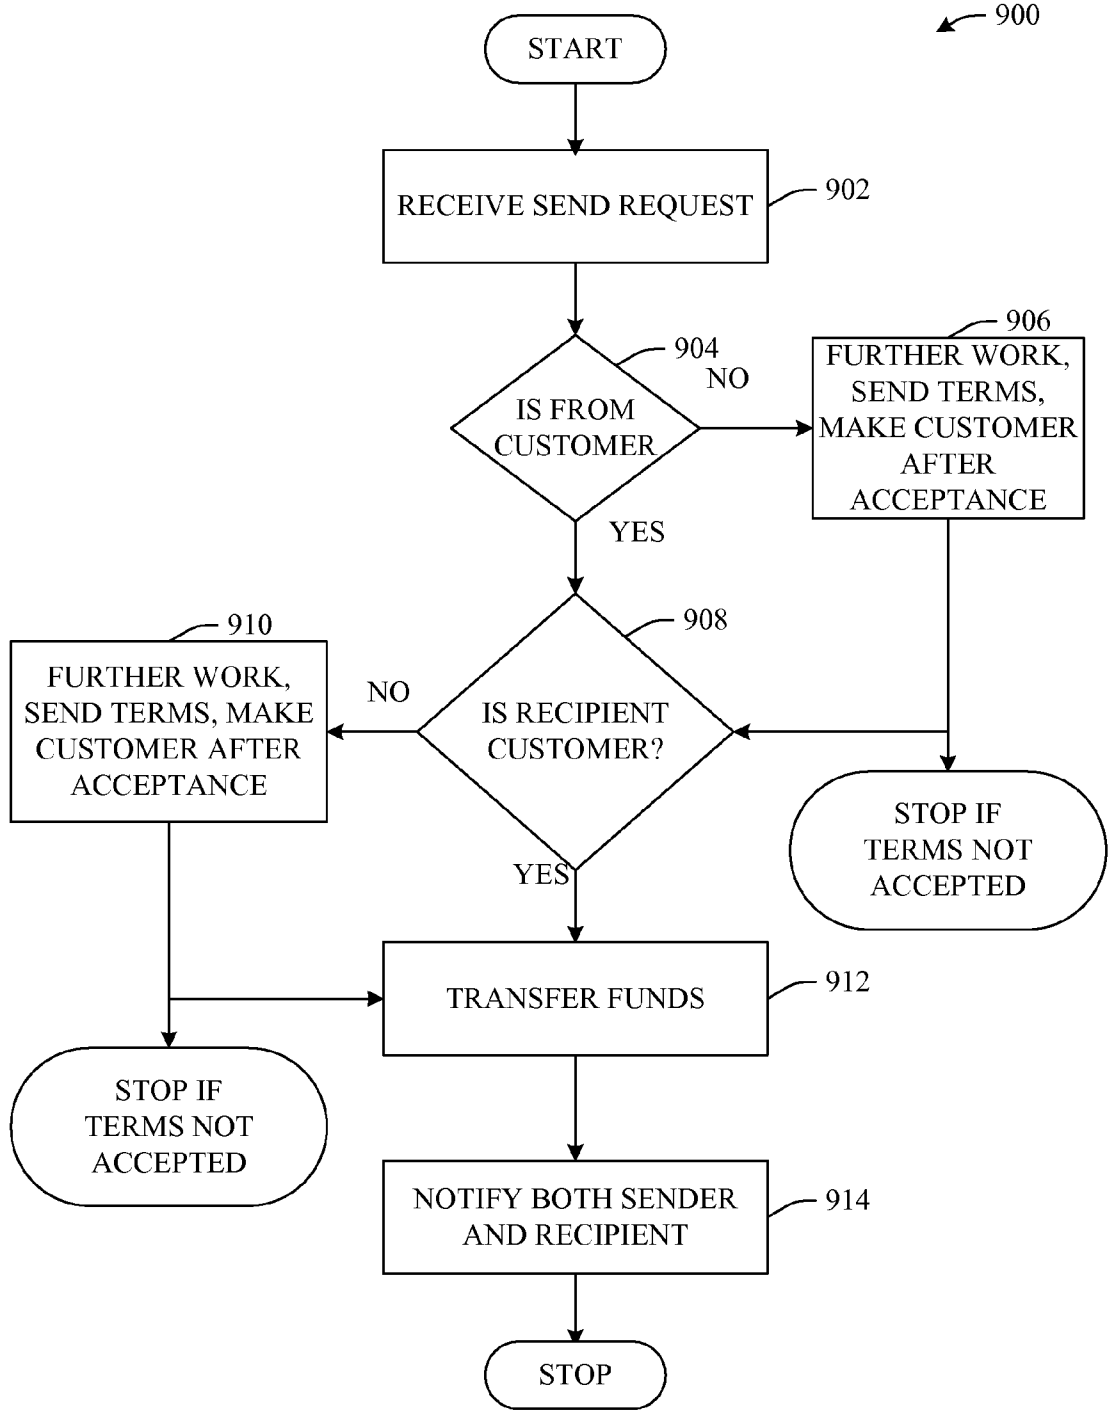 900
START
RECEIVE SEND REQUEST
902
904
906
NO
IS FROM
CUSTOMER
FURTHER WORK,
SEND TERMS,
MAKE CUSTOMER
AFTER
ACCEPTANCE
YES
908
910
FURTHER WORK,
SEND TERMS, MAKE
CUSTOMER AFTER
ACCEPTANCE
NO
IS RECIPIENT
CUSTOMER?
STOP IF
TERMS NOT
ACCEPTED
YES
TRANSFER FUNDS
912
STOP IF
TERMS NOT
ACCEPTED
NOTIFY BOTH SENDER
AND RECIPIENT
914
STOP